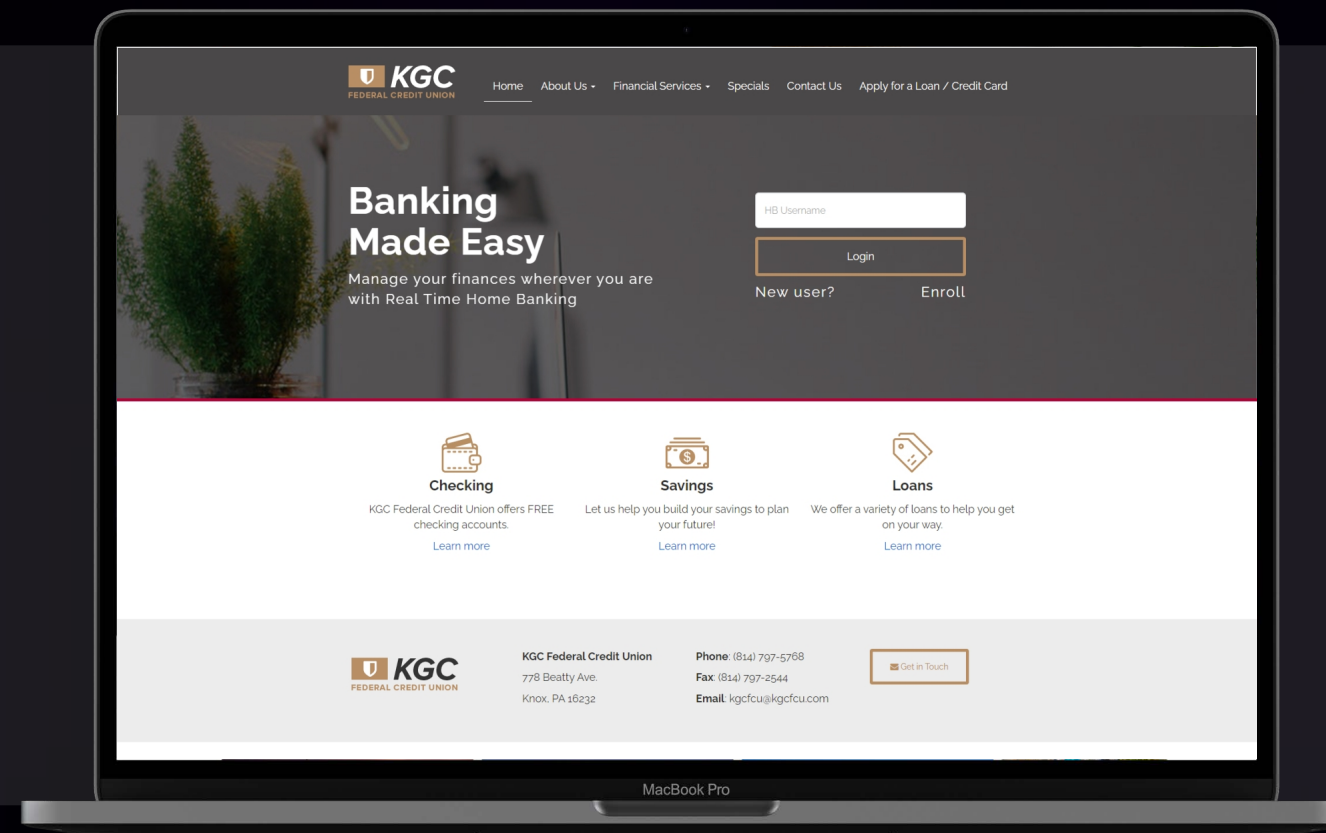 KGC
FEDERAL CREDIT UNION
Home About Us Financial Services Specials Contact Us Apply for a Loan / Credit Card
Banking
Made Easy
Manage your finances wherever you are
with Real Time Home Banking
HB Username
Login
New user? Enroll
Checking
KGC Federal Credit Union offers FREE
checking accounts.
Learn more
Savings
Let us help you build your savings to plan
your future!
Learn more
Loans
We offer a variety of loans to help you get
on your way.
Learn more
KGC
FEDERAL CREDIT UNION
KGC Federal Credit Union
778 Beatty Ave.
Knox, PA 16232
Phone: (814) 797-5768
Fax: (814) 797-2544
Email: kgcfcu@kgcfcu.com
Get in Touch
MacBook Pro